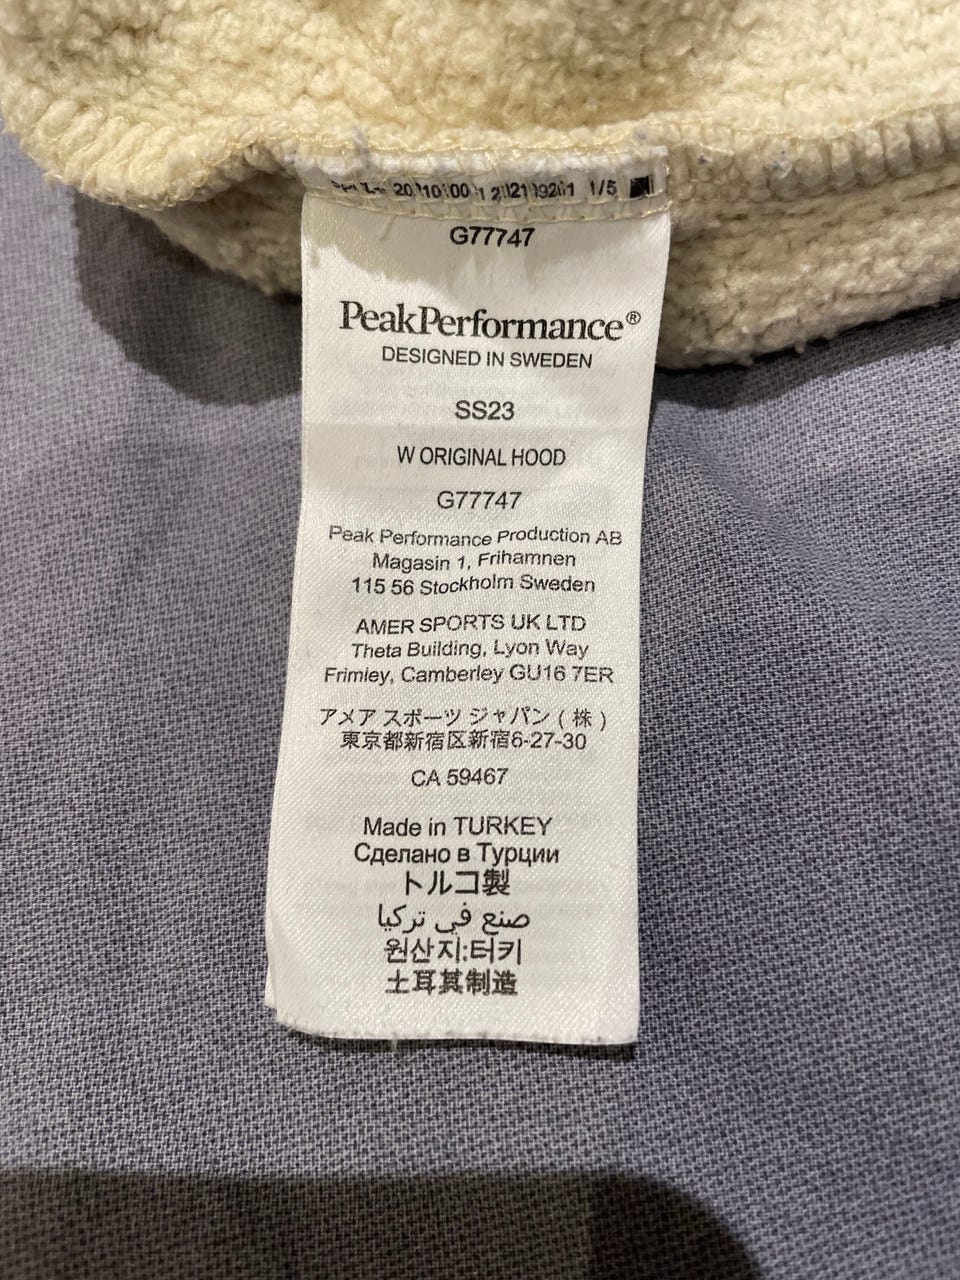 1/5
G77747
PeakPerformance®
DESIGNED IN SWEDEN
SS23
W ORIGINAL HOOD
G77747
Peak Performance Production AB
Magasin 1, Frihamnen
115 56 Stockholm Sweden
AMER SPORTS UK LTD
Theta Building, Lyon Way
Frimley, Camberley GU16 7ER
アメア スポーツ ジャパン ( 株 )
東京都新宿区新宿6-27-30
CA 59467
Made in TURKEY
Сделано в Турции
トルコ製
صنع في تركيا
원산지:터키
土耳其制造